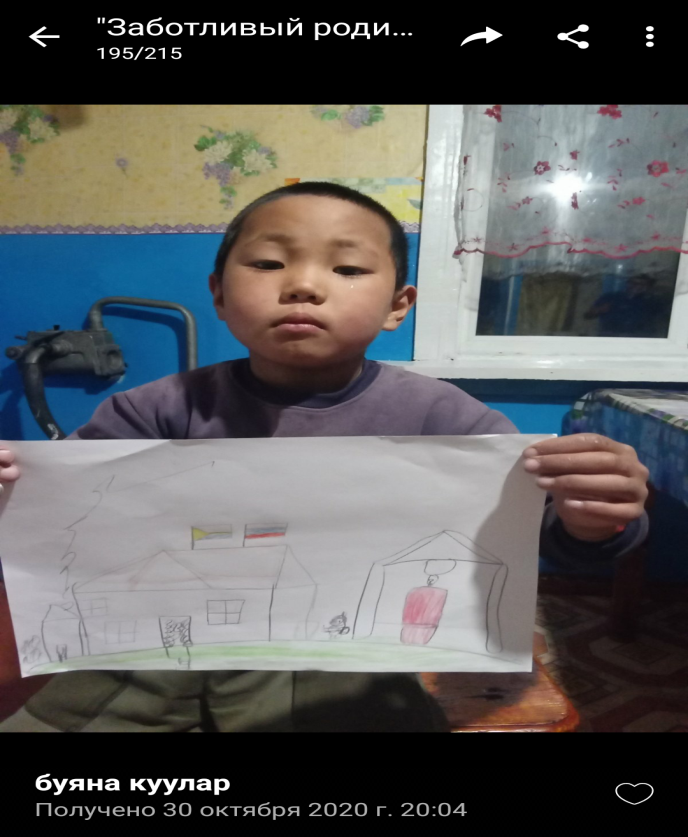 "Заботливый роди...
195/215
буяна куулар
Получено 30 октября 2020 г. 20:04